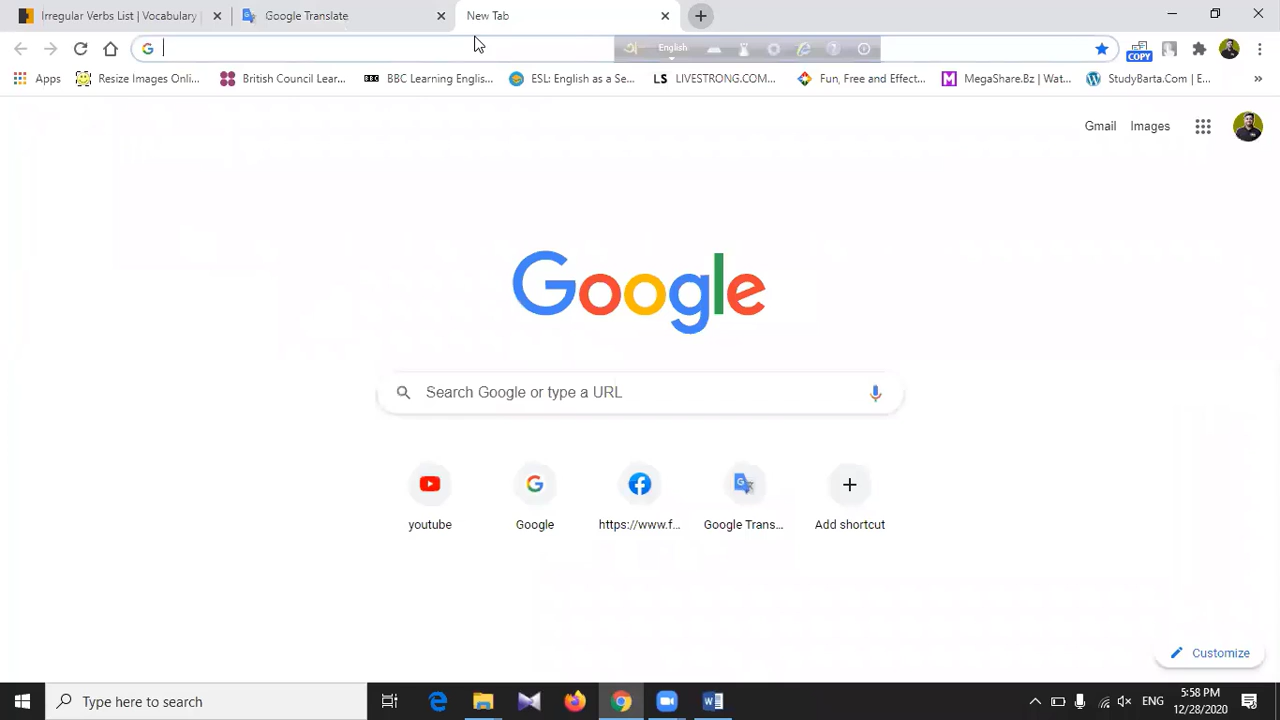 Irregular Verbs List | Vocabulary
Google Translate
New Tab
English
COPY
Apps
Resize Images Onli...
British Council Lear...
BBC Learning Englis...
ESL: English as a Se...
LS LIVESTRONG.COM...
Fun, Free and Effect...
MegaShare.Bz | Wat...
StudyBarta.Com | E...
»
Gmail
Images
Google
Search Google or type a URL
youtube
Google
https://www.f...
Google Trans...
Add shortcut
Customize
Type here to search
ENG
5:58 PM
12/28/2020